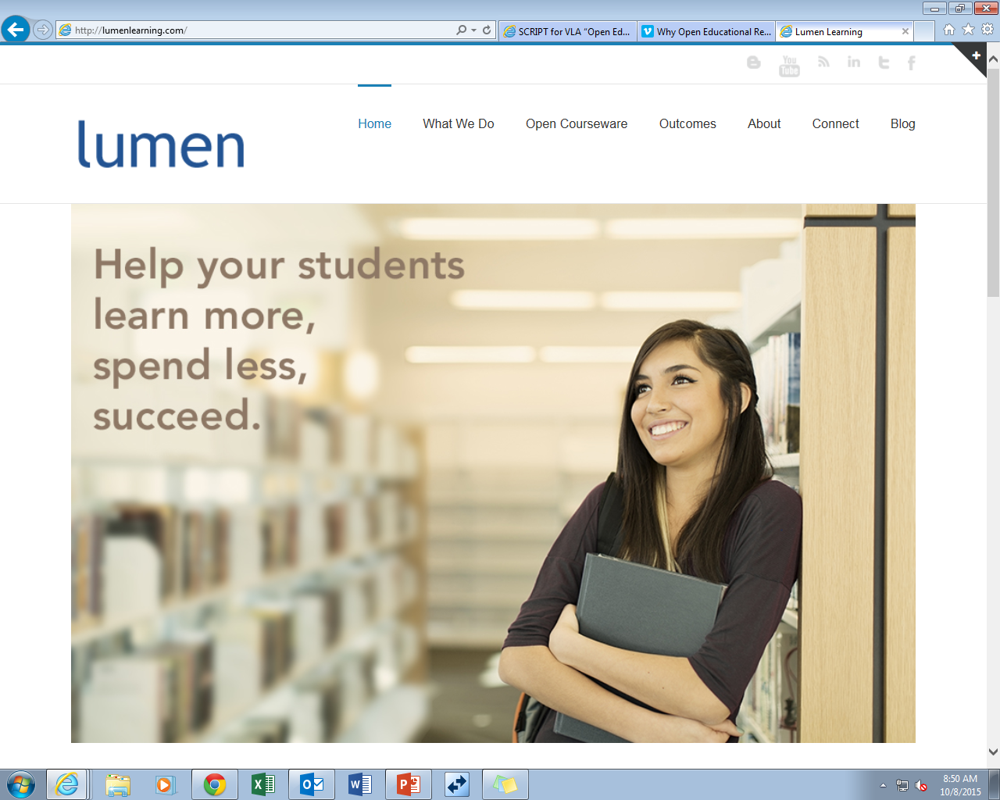 http://lumenlearning.com/
SCRIPT for VLA "Open Ed...
Why Open Educational Re...
Lumen Learning
You
Tube
in
lumen
Home
What We Do
Open Courseware
Outcomes
About
Connect
Blog
Help your students
learn more,
spend less,
succeed.
8:50 AM
10/8/2015